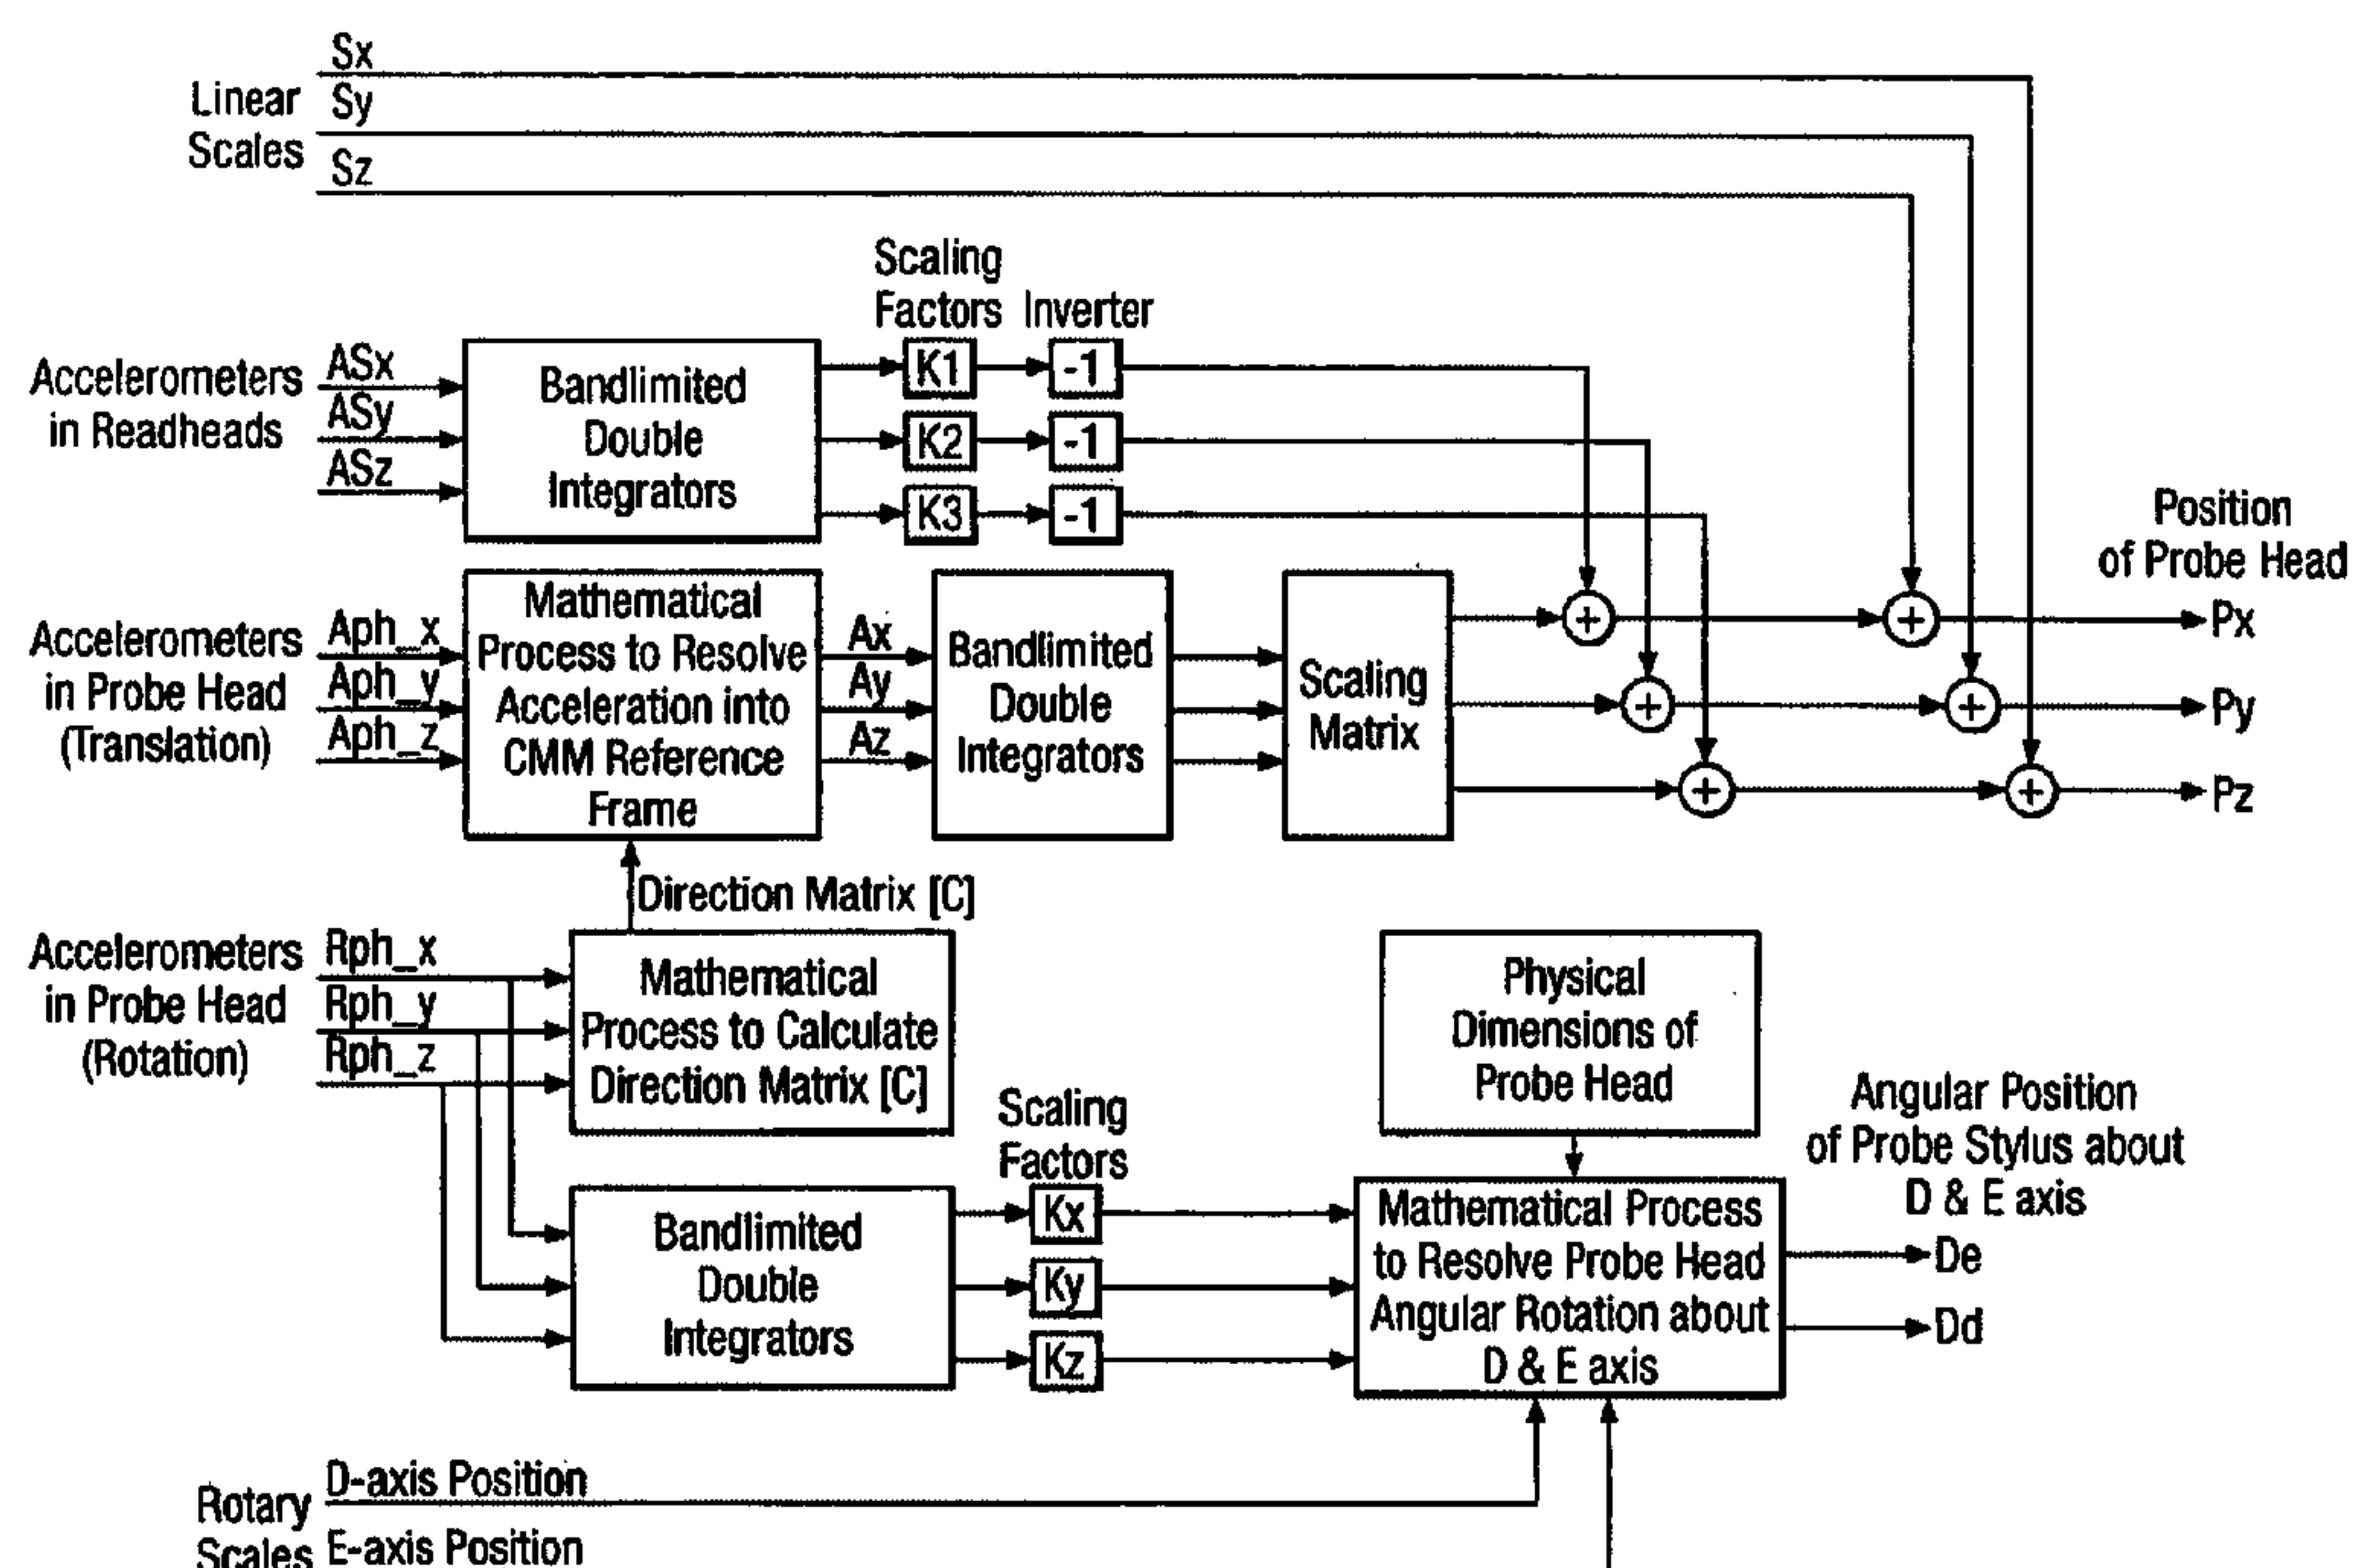 Sx
Linear
Scales
Sy
Sz
Scaling
Factors
Inverter
Accelerometers
in Readheads
ASx
ASy
ASz
Bandlimited
Double
Integrators
K1
-1
K2
-1
K3
-1
Position
of Probe Head
Accelerometers
in Probe Head
(Translation)
Aph_x
Aph_y
Aph_z
Mathematical
Process to Resolve
Acceleration into
CMM Reference
Frame
Ax
Ay
Az
Bandlimited
Double
Integrators
Scaling
Matrix
+
+
Px
+
+
Py
+
+
Pz
Direction Matrix [C]
Accelerometers
in Probe Head
(Rotation)
Rph_x
Rph_y
Rph_z
Mathematical
Process to Calculate
Direction Matrix [C]
Physical
Dimensions of
Probe Head
Scaling
Factors
Angular Position
of Probe Stylus about
D & E axis
Bandlimited
Double
Integrators
Kx
Ky
Kz
Mathematical Process
to Resolve Probe Head
Angular Rotation about
D & E axis
De
Dd
Rotary
Scales
D-axis Position
E-axis Position